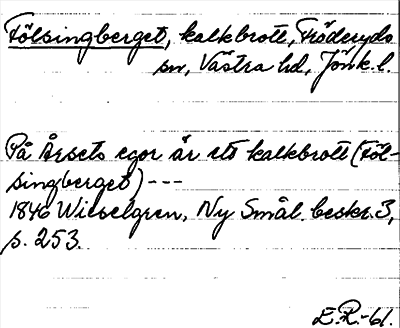 Fölsingberget, kalkbrott, Fröderyds
sn, Västra hd, Jönk. l.
På Årsets egor är ett kalkbrott (Föl-
singberget) ---
1846 Wieselgren, Ny Smål. beskr. 3,
s. 253.
E.R.-61.